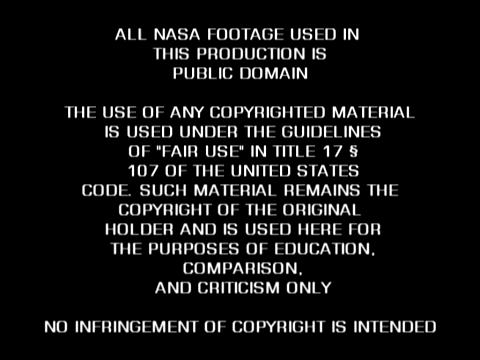 ALL NASA FOOTAGE USED IN
THIS PRODUCTION IS
PUBLIC DOMAIN
THE USE OF ANY COPYRIGHTED MATERIAL
IS USED UNDER THE GUIDELINES
OF "FAIR USE" IN TITLE 17 §
107 OF THE UNITED STATES
CODE. SUCH MATERIAL REMAINS THE
COPYRIGHT OF THE ORIGINAL
HOLDER AND IS USED HERE FOR
THE PURPOSES OF EDUCATION,
COMPARISON,
AND CRITICISM ONLY
NO INFRINGEMENT OF COPYRIGHT IS INTENDED